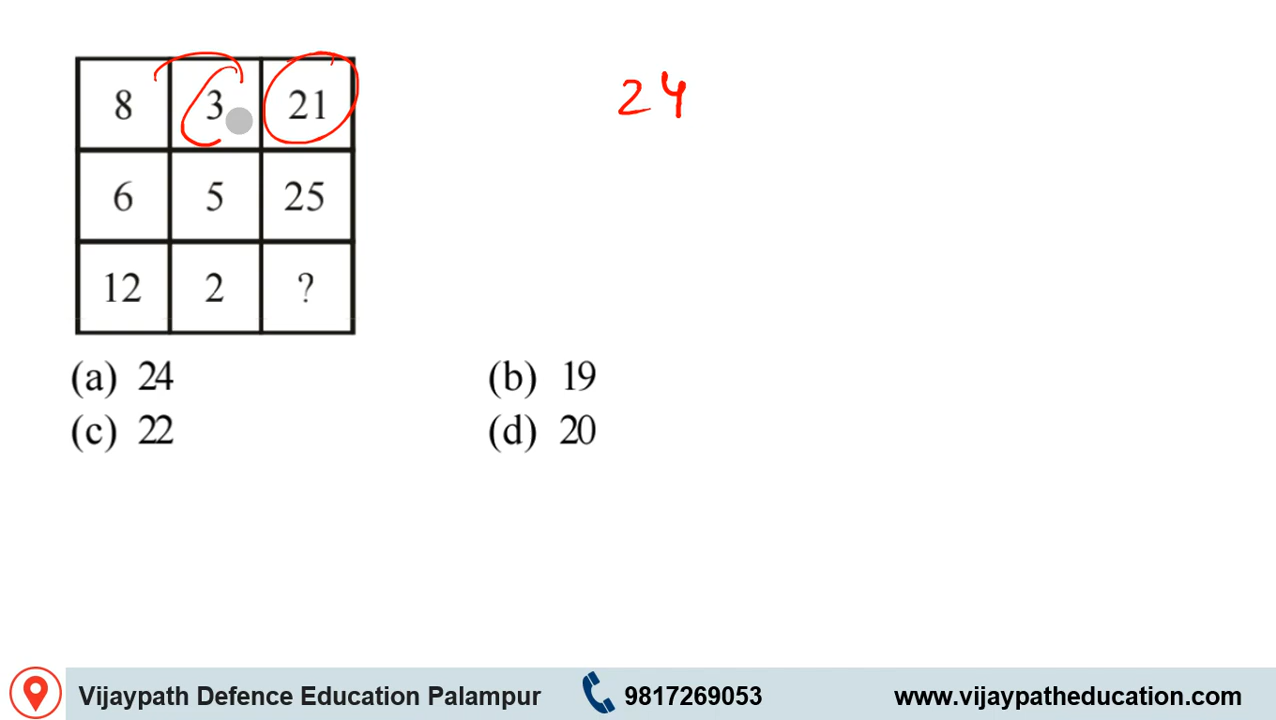 8 3 21 24
6 5 25
12 2 ?
(a) 24 (b) 19
(c) 22 (d) 20
Vijaypath Defence Education Palampur 9817269053 www.vijaypatheducation.com